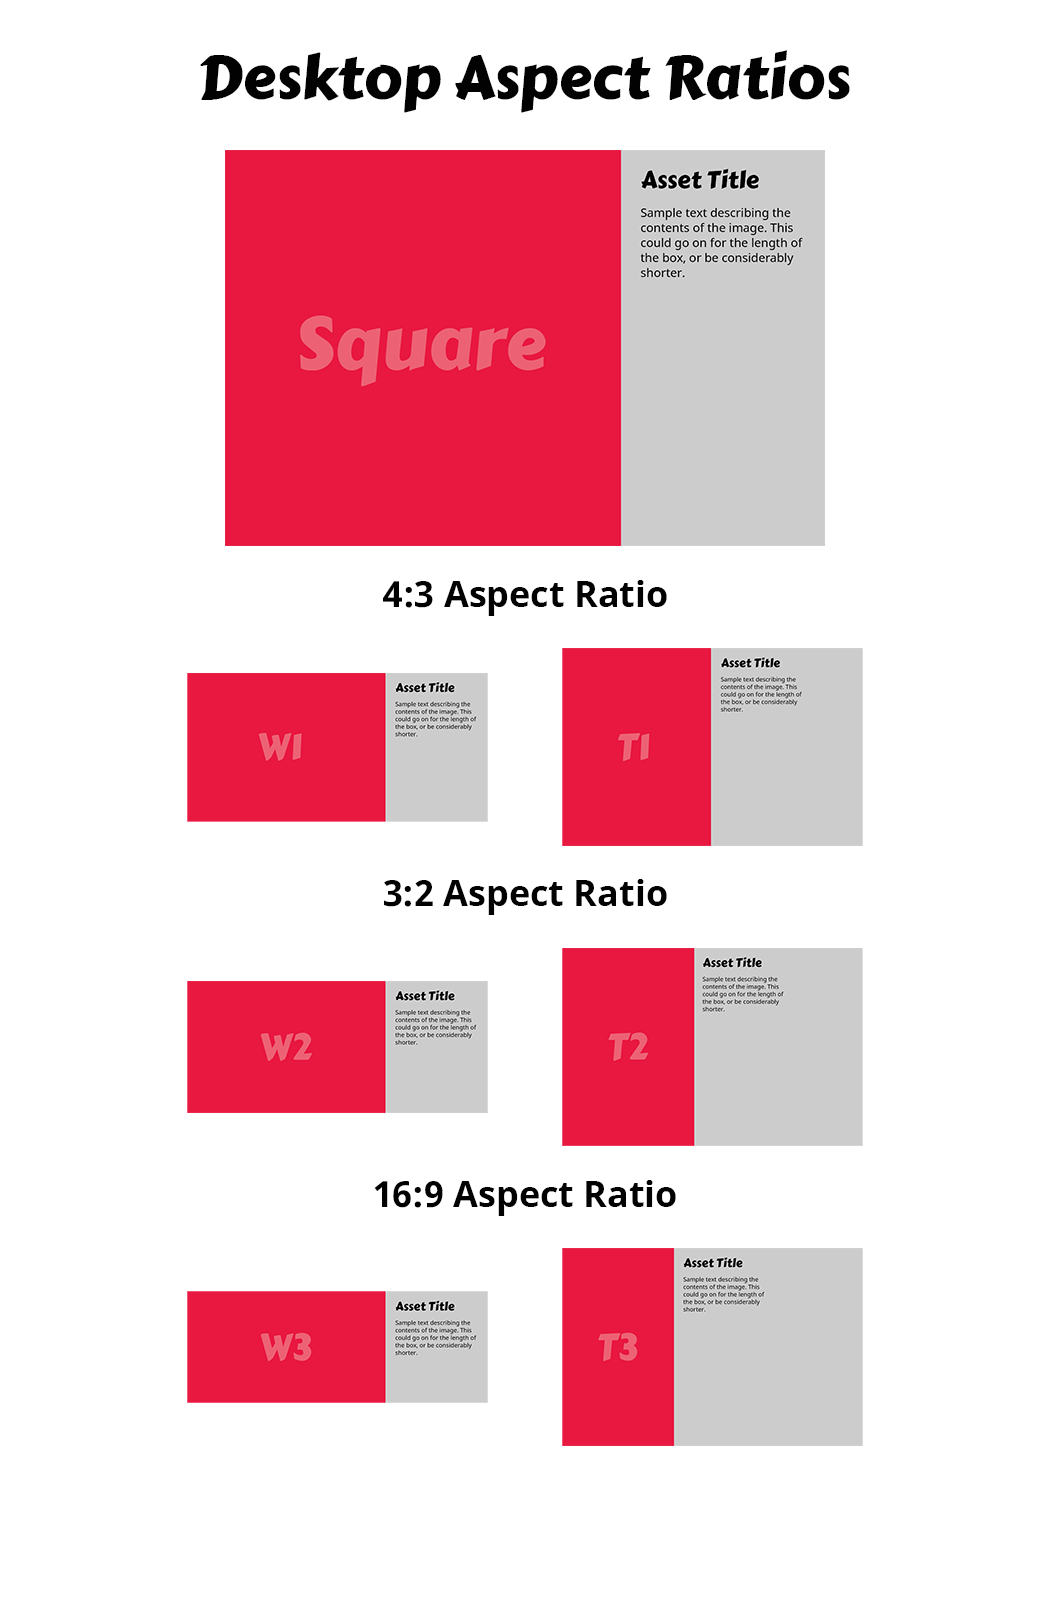 Desktop Aspect Ratios
Square
Asset Title
Sample text describing the
contents of the image. This
could go on for the length of
the box, or be considerably
shorter.
4:3 Aspect Ratio
W1
Asset Title
Sample text describing the
contents of the image. This
could go on for the length of
the box, or be considerably
shorter.
T1
Asset Title
Sample text describing the
contents of the image. This
could go on for the length of
the box, or be considerably
shorter.
3:2 Aspect Ratio
W2
Asset Title
Sample text describing the
contents of the image. This
could go on for the length of
the box, or be considerably
shorter.
T2
Asset Title
Sample text describing the
contents of the image. This
could go on for the length of
the box, or be considerably
shorter.
16:9 Aspect Ratio
W3
Asset Title
Sample text describing the
contents of the image. This
could go on for the length of
the box, or be considerably
shorter.
T3
Asset Title
Sample text describing the
contents of the image. This
could go on for the length of
the box, or be considerably
shorter.